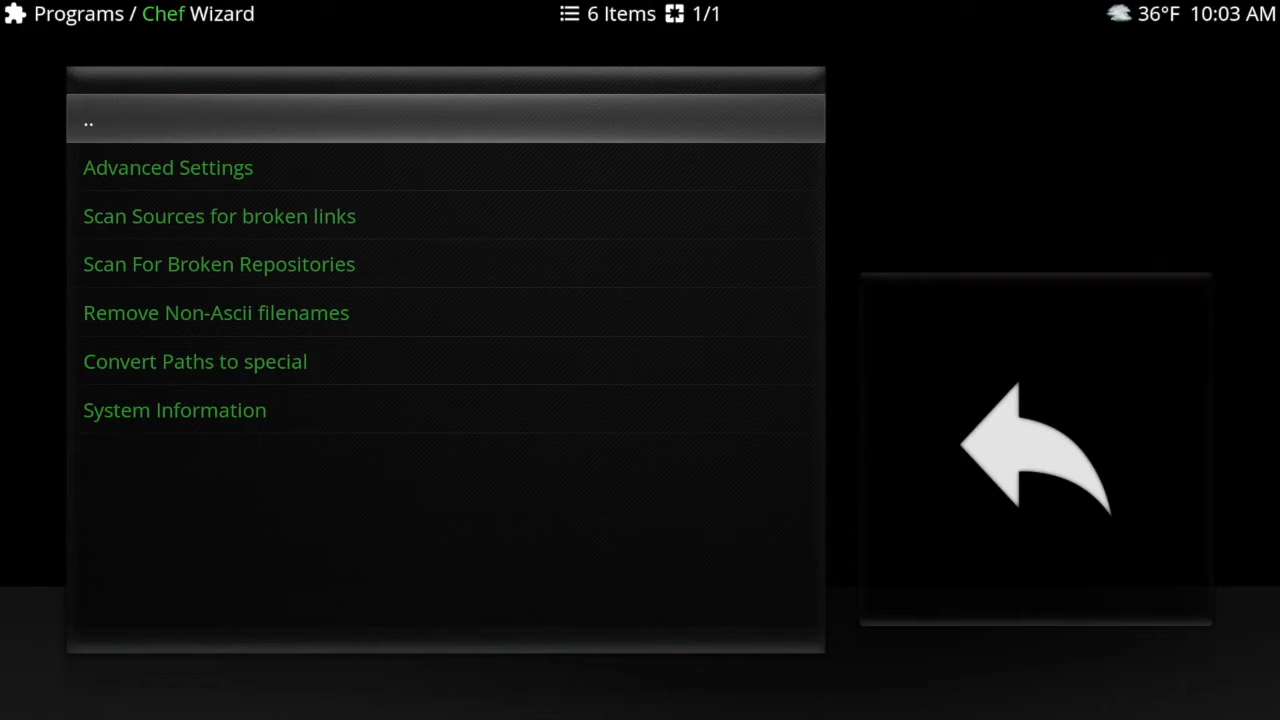 Programs / Chef Wizard
6 Items 1/1
36°F 10:03 AM
..
Advanced Settings
Scan Sources for broken links
Scan For Broken Repositories
Remove Non-Ascii filenames
Convert Paths to special
System Information